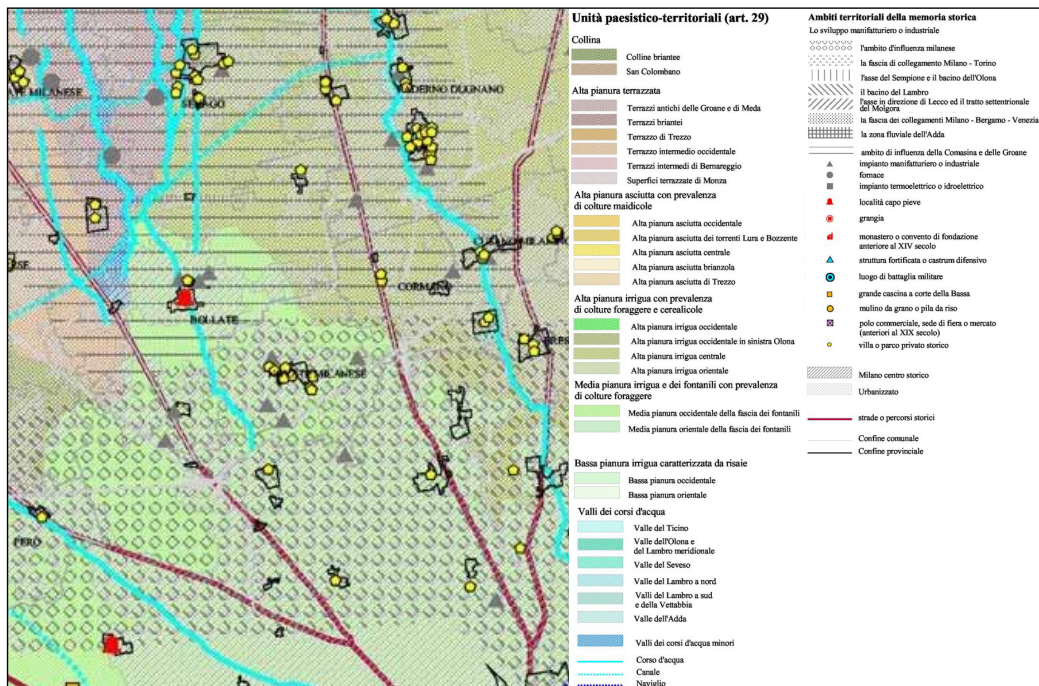 ATE MILANESE
SENAGO
PADERNO DUGNANO
CUSANO MILANINO
CORMANO
BOLLATE
BRES
NOVATE MILANESE
PERO
Unità paesistico-territoriali (art. 29)
Collina
Colline briantee
San Colombano
Alta pianura terrazzata
Terrazzi antichi delle Groane e di Meda
Terrazzi briantei
Terrazzo di Trezzo
Terrazzo intermedio occidentale
Terrazzi intermedi di Bernareggio
Superfici terrazzate di Monza
Alta pianura asciutta con prevalenza
di colture maidicole
Alta pianura asciutta occidentale
Alta pianura asciutta dei torrenti Lura e Bozzente
Alta pianura asciutta centrale
Alta pianura asciutta brianzola
Alta pianura asciutta di Trezzo
Alta pianura irrigua con prevalenza
di colture foraggere e cerealicole
Alta pianura irrigua occidentale
Alta pianura irrigua occidentale in sinistra Olona
Alta pianura irrigua centrale
Alta pianura irrigua orientale
Media pianura irrigua e dei fontanili con prevalenza
di colture foraggere
Media pianura occidentale della fascia dei fontanili
Media pianura orientale della fascia dei fontanili
Bassa pianura irrigua caratterizzata da risaie
Bassa pianura occidentale
Bassa pianura orientale
Valli dei corsi d'acqua
Valle del Ticino
Valle dell'Olona e
del Lambro meridionale
Valle del Seveso
Valle del Lambro a nord
Valli del Lambro a sud
e della Vettabbia
Valle dell'Adda
Valli dei corsi d'acqua minori
Corso d'acqua
Canale
Naviglio
Ambiti territoriali della memoria storica
Lo sviluppo manifatturiero o industriale
l'ambito d'influenza milanese
la fascia di collegamento Milano - Torino
l'asse del Sempione e il bacino dell'Olona
il bacino del Lambro
l'asse in direzione di Lecco ed il tratto settentrionale
del Molgora
la fascia dei collegamenti Milano - Bergamo - Venezia
la zona fluviale dell'Adda
ambito di influenza della Comasina e delle Groane
impianto manifatturiero o industriale
fornace
impianto termoelettrico o idroelettrico
località capo pieve
grangia
monastero o convento di fondazione
anteriore al XIV secolo
struttura fortificata o castrum difensivo
luogo di battaglia militare
grande cascina a corte della Bassa
mulino da grano o pila da riso
polo commerciale, sede di fiera o mercato
(anteriori al XIX secolo)
villa o parco privato storico
Milano centro storico
Urbanizzato
strade o percorsi storici
Confine comunale
Confine provinciale